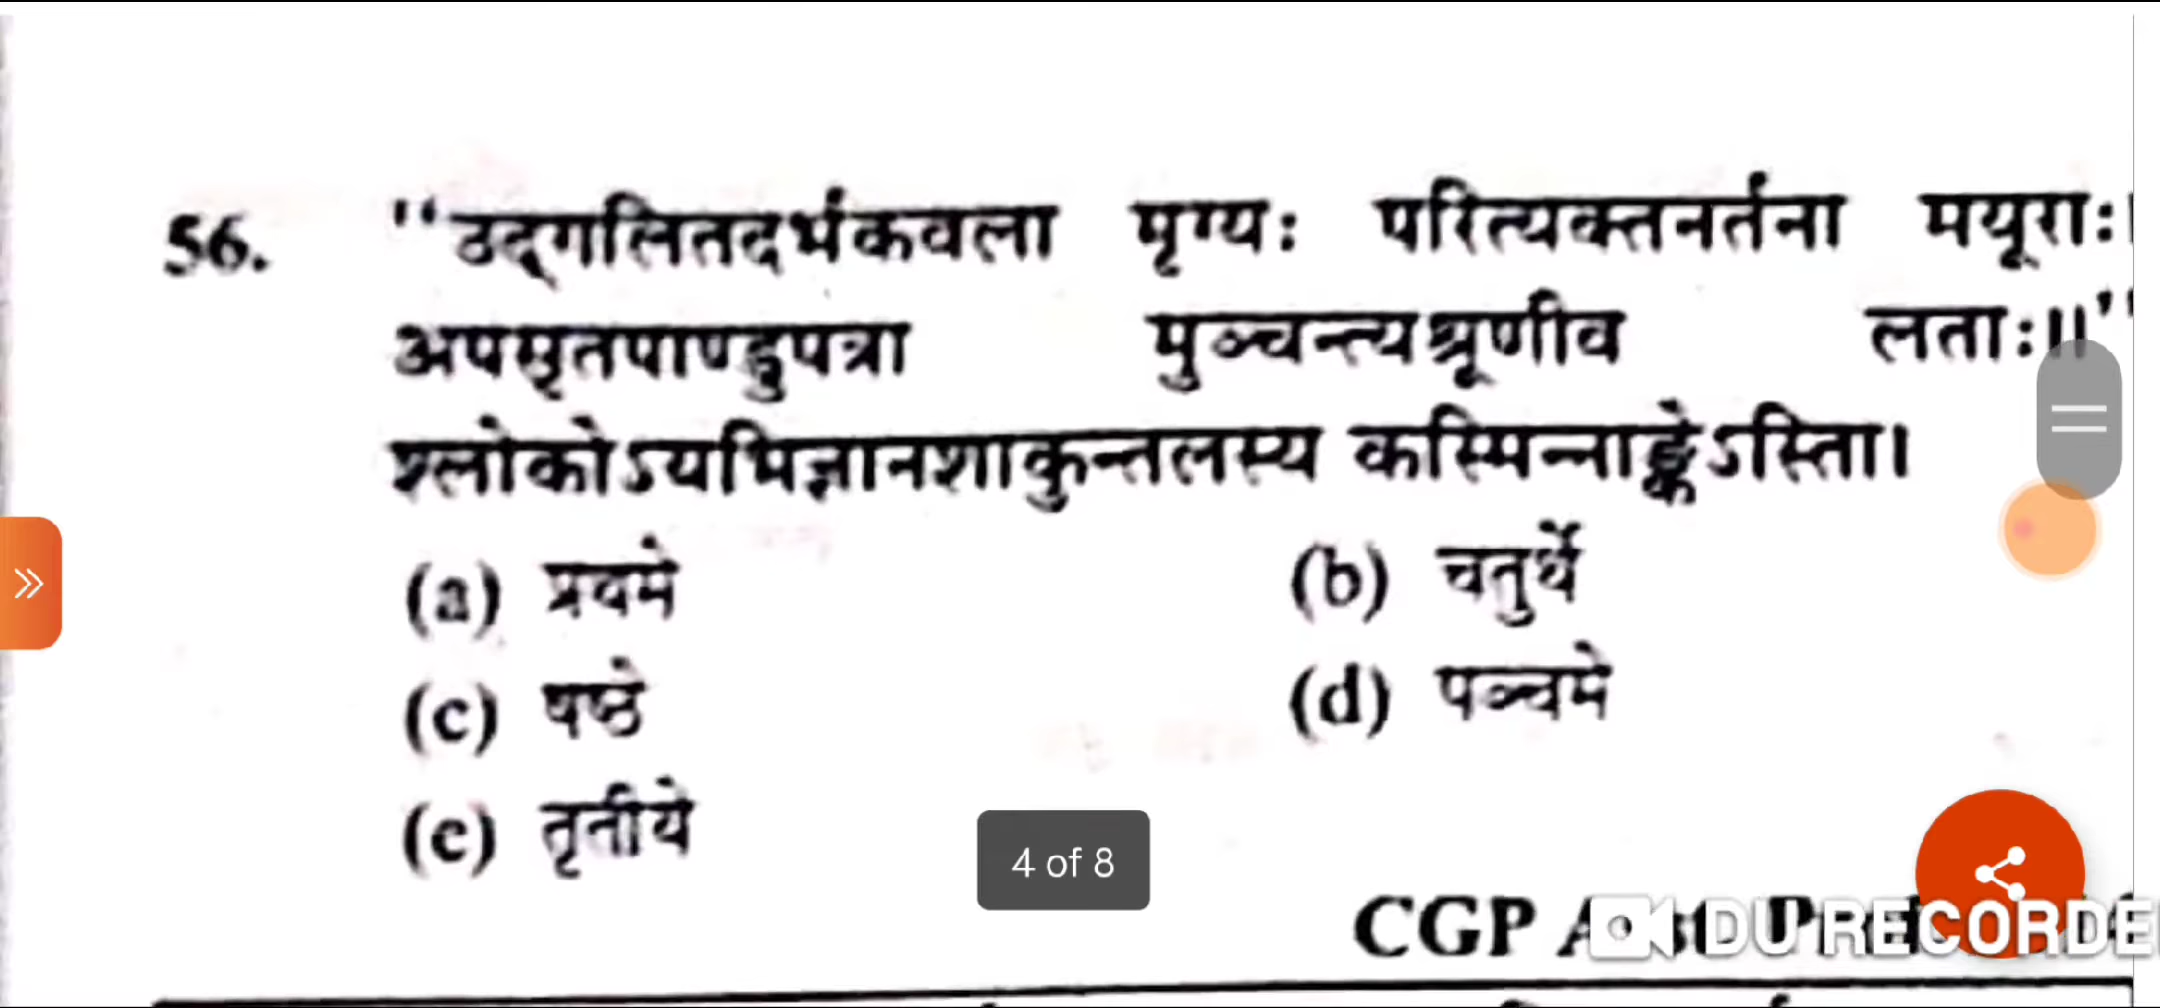 56. "उद्गलितदर्भकवला मृग्यः परित्यक्तनर्तना मयूराः।
अपसृतपाण्डुपत्रा मुञ्चन्त्यश्रूणीव लताः॥"
श्लोकोऽयमभिज्ञानशाकुन्तलस्य कस्मिन्नाङ्केऽस्ति।
(a) प्रथमे
(b) चतुर्थे
(c) षष्ठे
(d) पञ्चमे
(e) तृतीये
4 of 8
CGP
DU RECORDE